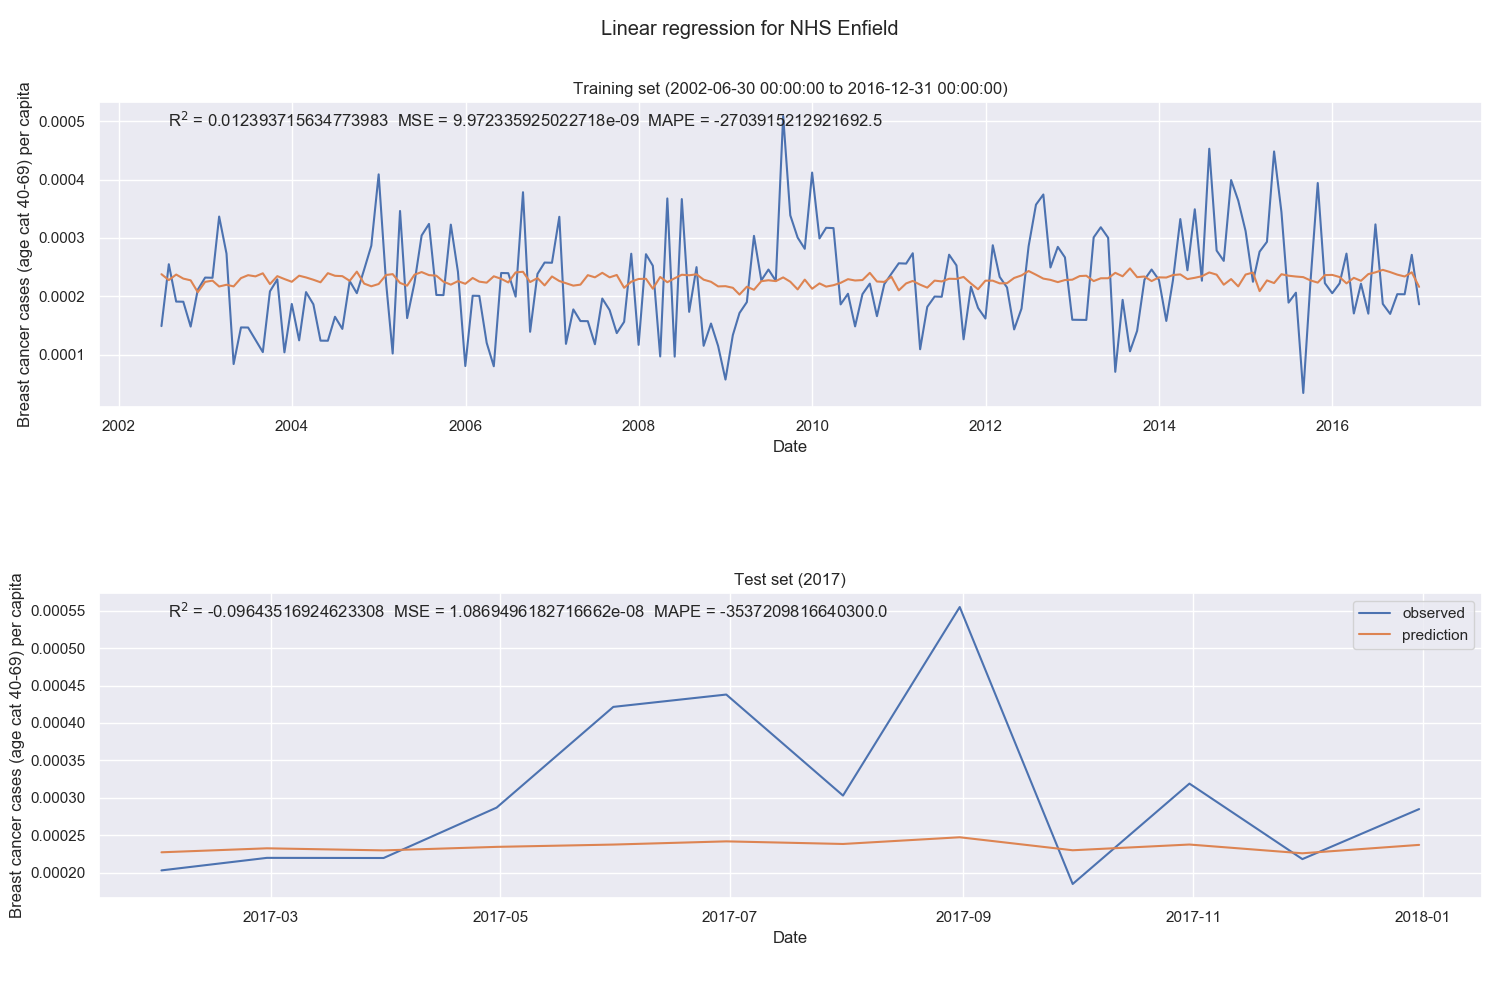 Linear regression for NHS Enfield
Training set (2002-06-30 00:00:00 to 2016-12-31 00:00:00)
R² = 0.012393715634773983 MSE = 9.972335925022718e-09 MAPE = -2703915212921692.5
Breast cancer cases (age cat 40-69) per capita
0.0005
0.0004
0.0003
0.0002
0.0001
2002 2004 2006 2008 2010 2012 2014 2016
Date
Test set (2017)
R² = -0.09643516924623308 MSE = 1.0869496182716662e-08 MAPE = -3537209816640300.0
observed
prediction
Breast cancer cases (age cat 40-69) per capita
0.00055
0.00050
0.00045
0.00040
0.00035
0.00030
0.00025
0.00020
2017-03 2017-05 2017-07 2017-09 2017-11 2018-01
Date